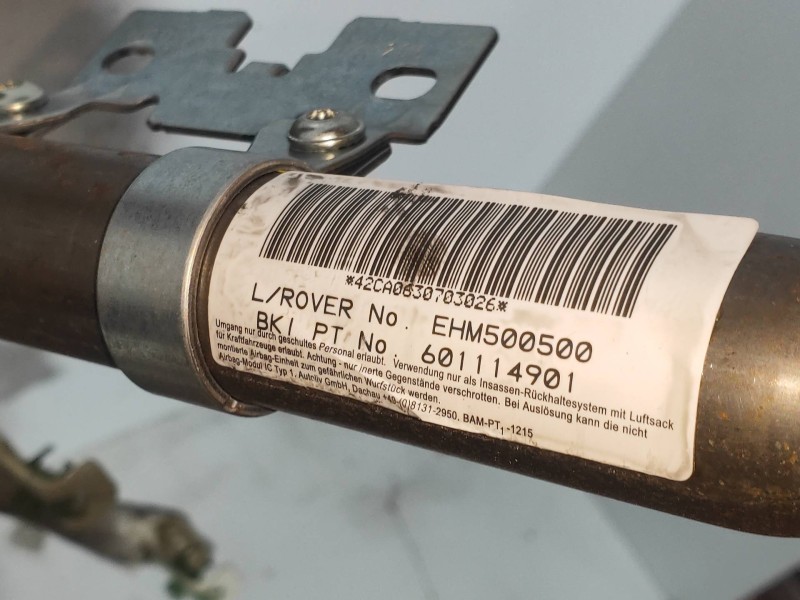 *42CA0630703026*
L/ROVER No. EHM500500
BKI PT No 601114901
Umgang nur durch geschultes Personal erlaubt. Verwendung nur als Insassen-Rückhaltesystem mit Luftsack
für Kraftfahrzeuge erlaubt. Achtung - nur inerte Gegenstände verschrotten. Bei Auslösung kann die nicht
montierte Airbag-Einheit zum gefährlichen Wurfstück werden.
Airbag-Modul IC Typ 1, Autoliv GmbH, Dachau +49-(0)8131-2950, BAM-PT₁-1215